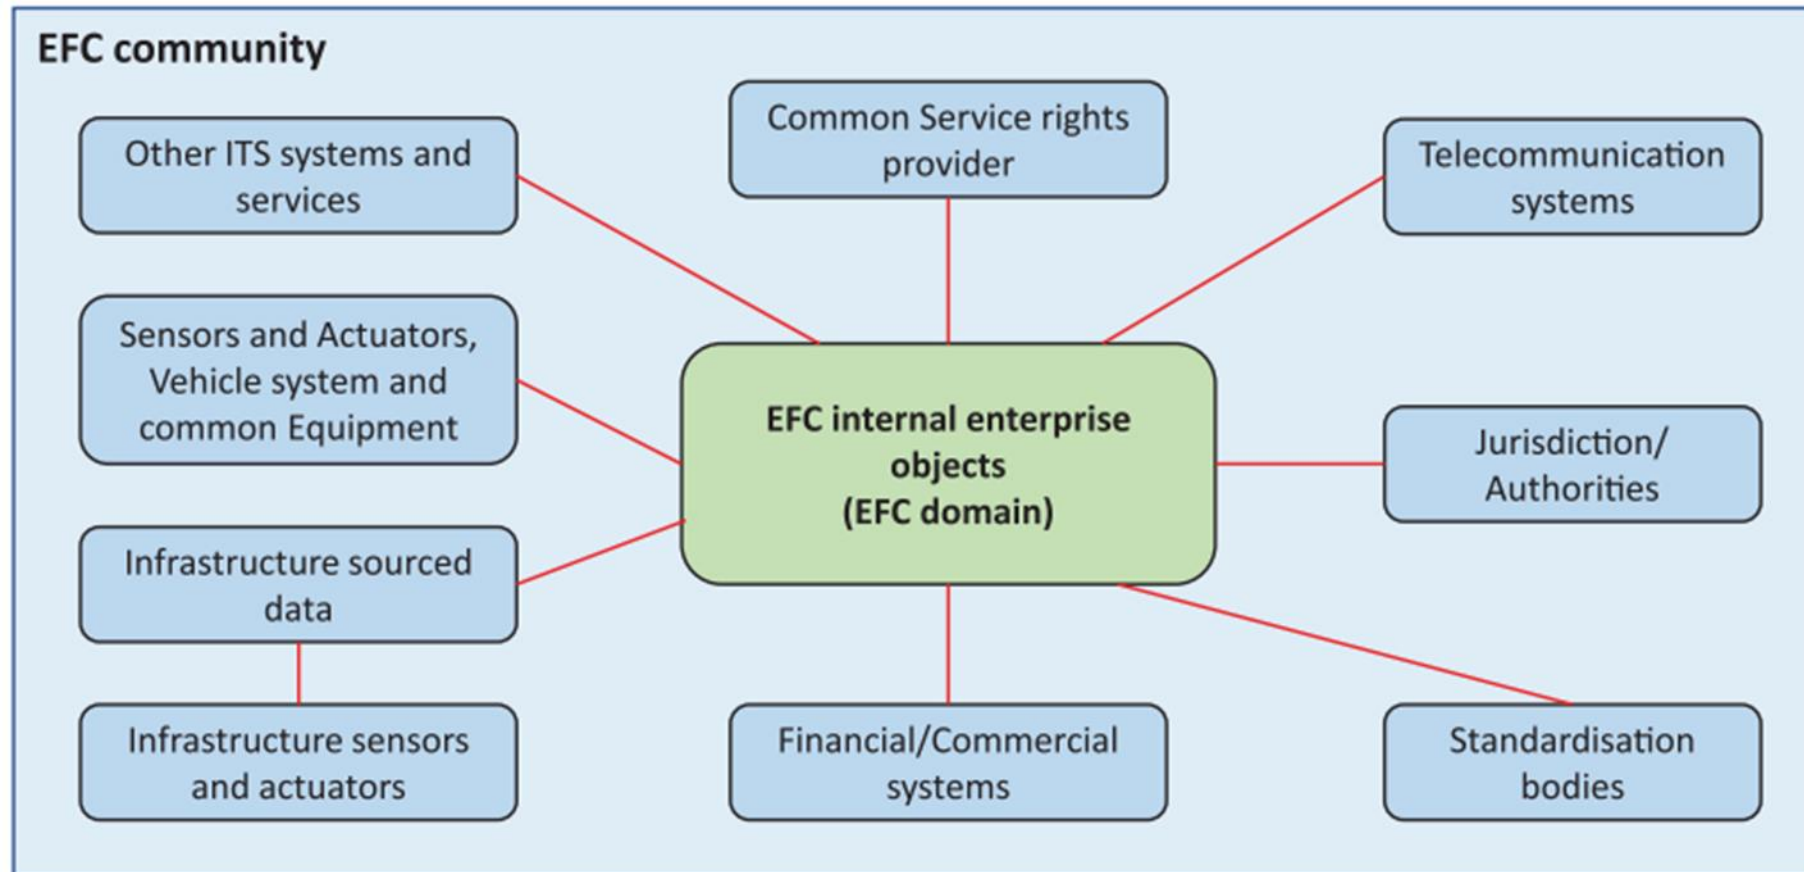 EFC community
Other ITS systems and
services
Common Service rights
provider
Telecommunication
systems
Sensors and Actuators,
Vehicle system and
common Equipment
EFC internal enterprise
objects
(EFC domain)
Jurisdiction/
Authorities
Infrastructure sourced
data
Infrastructure sensors
and actuators
Financial/Commercial
systems
Standardisation
bodies